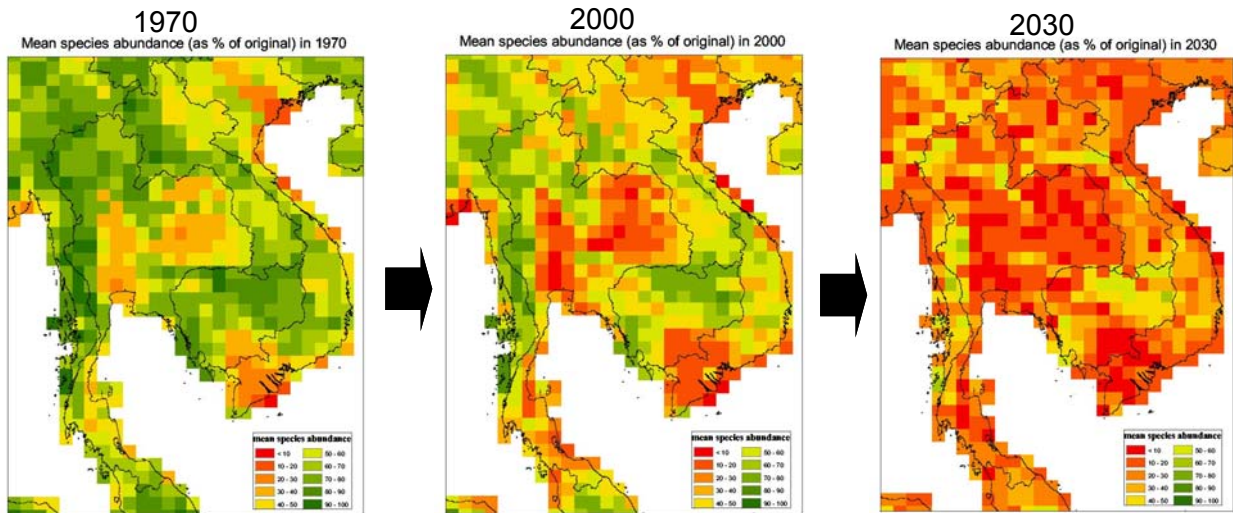 1970
Mean species abundance (as % of original) in 1970
2000
Mean species abundance (as % of original) in 2000
2030
Mean species abundance (as % of original) in 2030
mean species abundance
< 10
10 - 20
20 - 30
30 - 40
40 - 50
50 - 60
60 - 70
70 - 80
80 - 90
90 - 100
mean species abundance
< 10
10 - 20
20 - 30
30 - 40
40 - 50
50 - 60
60 - 70
70 - 80
80 - 90
90 - 100
mean species abundance
< 10
10 - 20
20 - 30
30 - 40
40 - 50
50 - 60
60 - 70
70 - 80
80 - 90
90 - 100